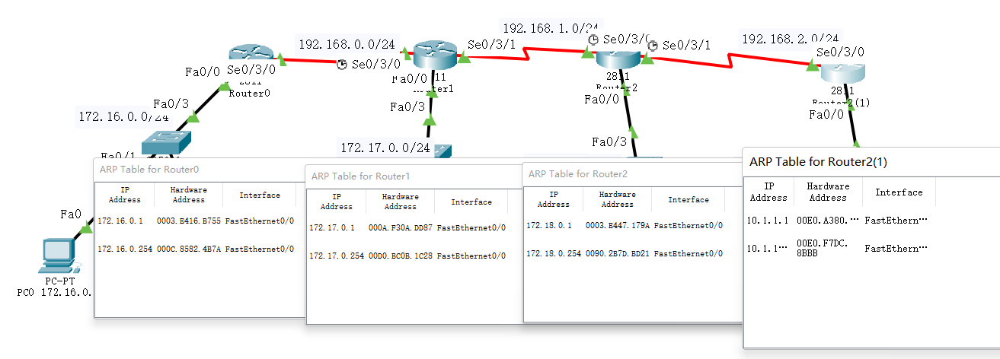 192.168.0.0/24
192.168.1.0/24
192.168.2.0/24
Se0/3/1
Se0/3/0
Se0/3/1
Se0/3/0
Fa0/0
Se0/3/0
Se0/3/0
Router0
Fa0/0
11
Fa0/3
Fa0/3
172.16.0.0/24
172.17.0.0/24
2811
Router2
Fa0/0
Fa0/3
2811
Router2(1)
Fa0/0
Fa0/1
Fa0
PC-PT
PC0 172.16.0.
ARP Table for Router0
IP Address Hardware Address Interface
172.16.0.1 0003.E416.B755 FastEthernet0/0
172.16.0.254 000C.8582.4B7A FastEthernet0/0
ARP Table for Router1
IP Address Hardware Address Interface
172.17.0.1 000A.F30A.DD87 FastEthernet0/0
172.17.0.254 00D0.BC0B.1C28 FastEthernet0/0
ARP Table for Router2
IP Address Hardware Address Interface
172.18.0.1 0003.E447.179A FastEthernet0/0
172.18.0.254 0090.2B7D.BD21 FastEthernet0/0
ARP Table for Router2(1)
IP Address Hardware Address Interface
10.1.1.1 00E0.A380.… FastEthern…
10.1.1… 00E0.F7DC.8BBB FastEthern…